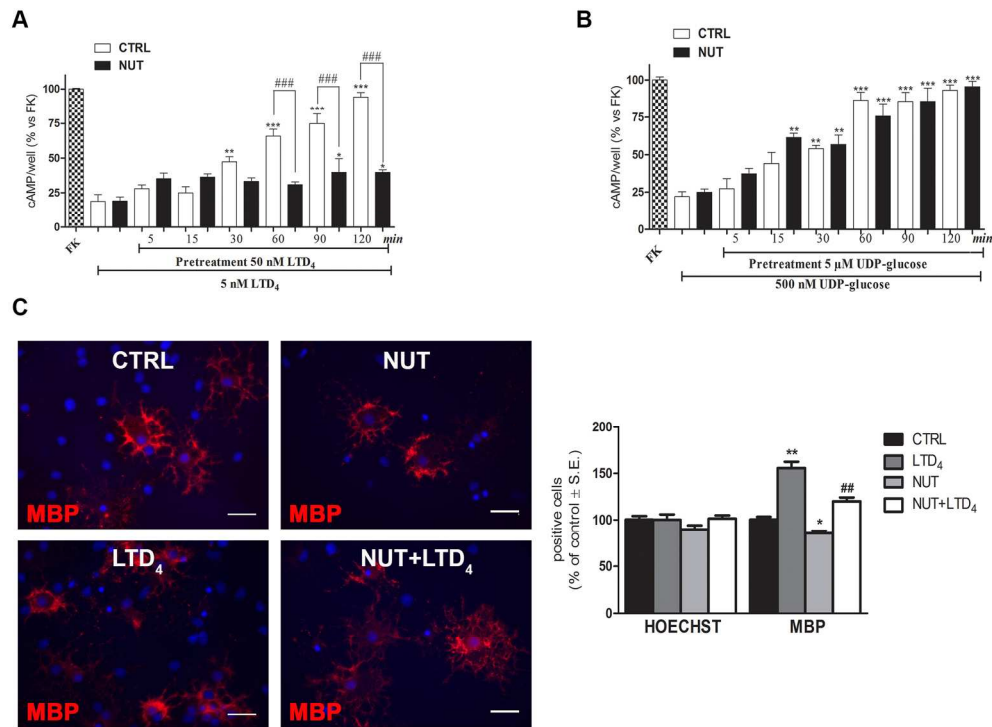 A
CTRL
NUT
cAMP/well (% vs FK)
100
75
50
25
0
**
***
###
***
###
*
***
###
*
FK
5 15 30 60 90 120 min
Pretreatment 50 nM LTD4
5 nM LTD4
B
CTRL
NUT
cAMP/well (% vs FK)
100
75
50
25
0
** ** ** *** *** *** *** *** ***
FK
5 15 30 60 90 120 min
Pretreatment 5 µM UDP-glucose
500 nM UDP-glucose
C
CTRL
MBP
NUT
MBP
LTD4
MBP
NUT+LTD4
MBP
positive cells
(% of control ± S.E.)
200
150
100
50
0
**
*
##
HOECHST MBP
CTRL
LTD4
NUT
NUT+LTD4